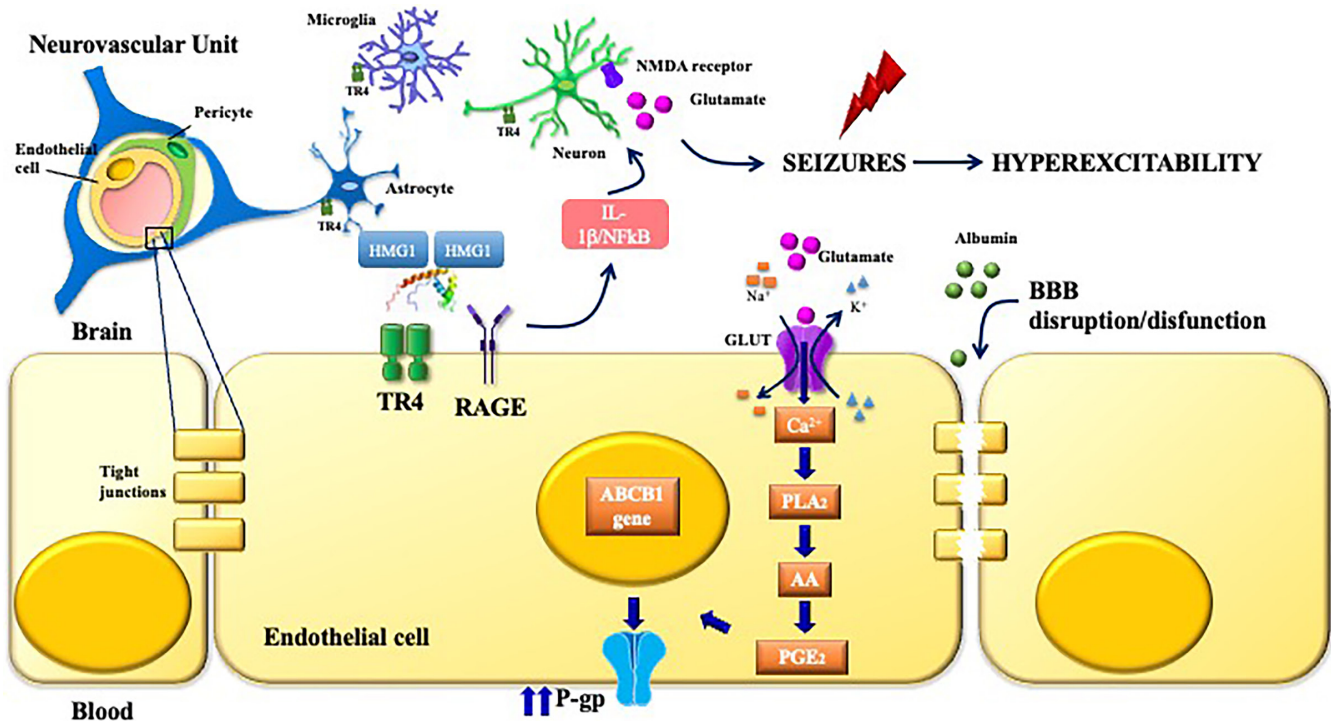 Neurovascular Unit
Microglia
TR4
Pericyte
Endothelial
cell
Astrocyte
TR4
TR4
Neuron
NMDA receptor
Glutamate
SEIZURES
HYPEREXCITABILITY
IL-
1β/NFkB
HMG1
HMG1
Brain
TR4
RAGE
Glutamate
Na⁺
K⁺
GLUT
Albumin
BBB
disruption/disfunction
Tight
junctions
Ca²⁺
PLA₂
AA
PGE₂
ABCB1
gene
Endothelial cell
P-gp
Blood